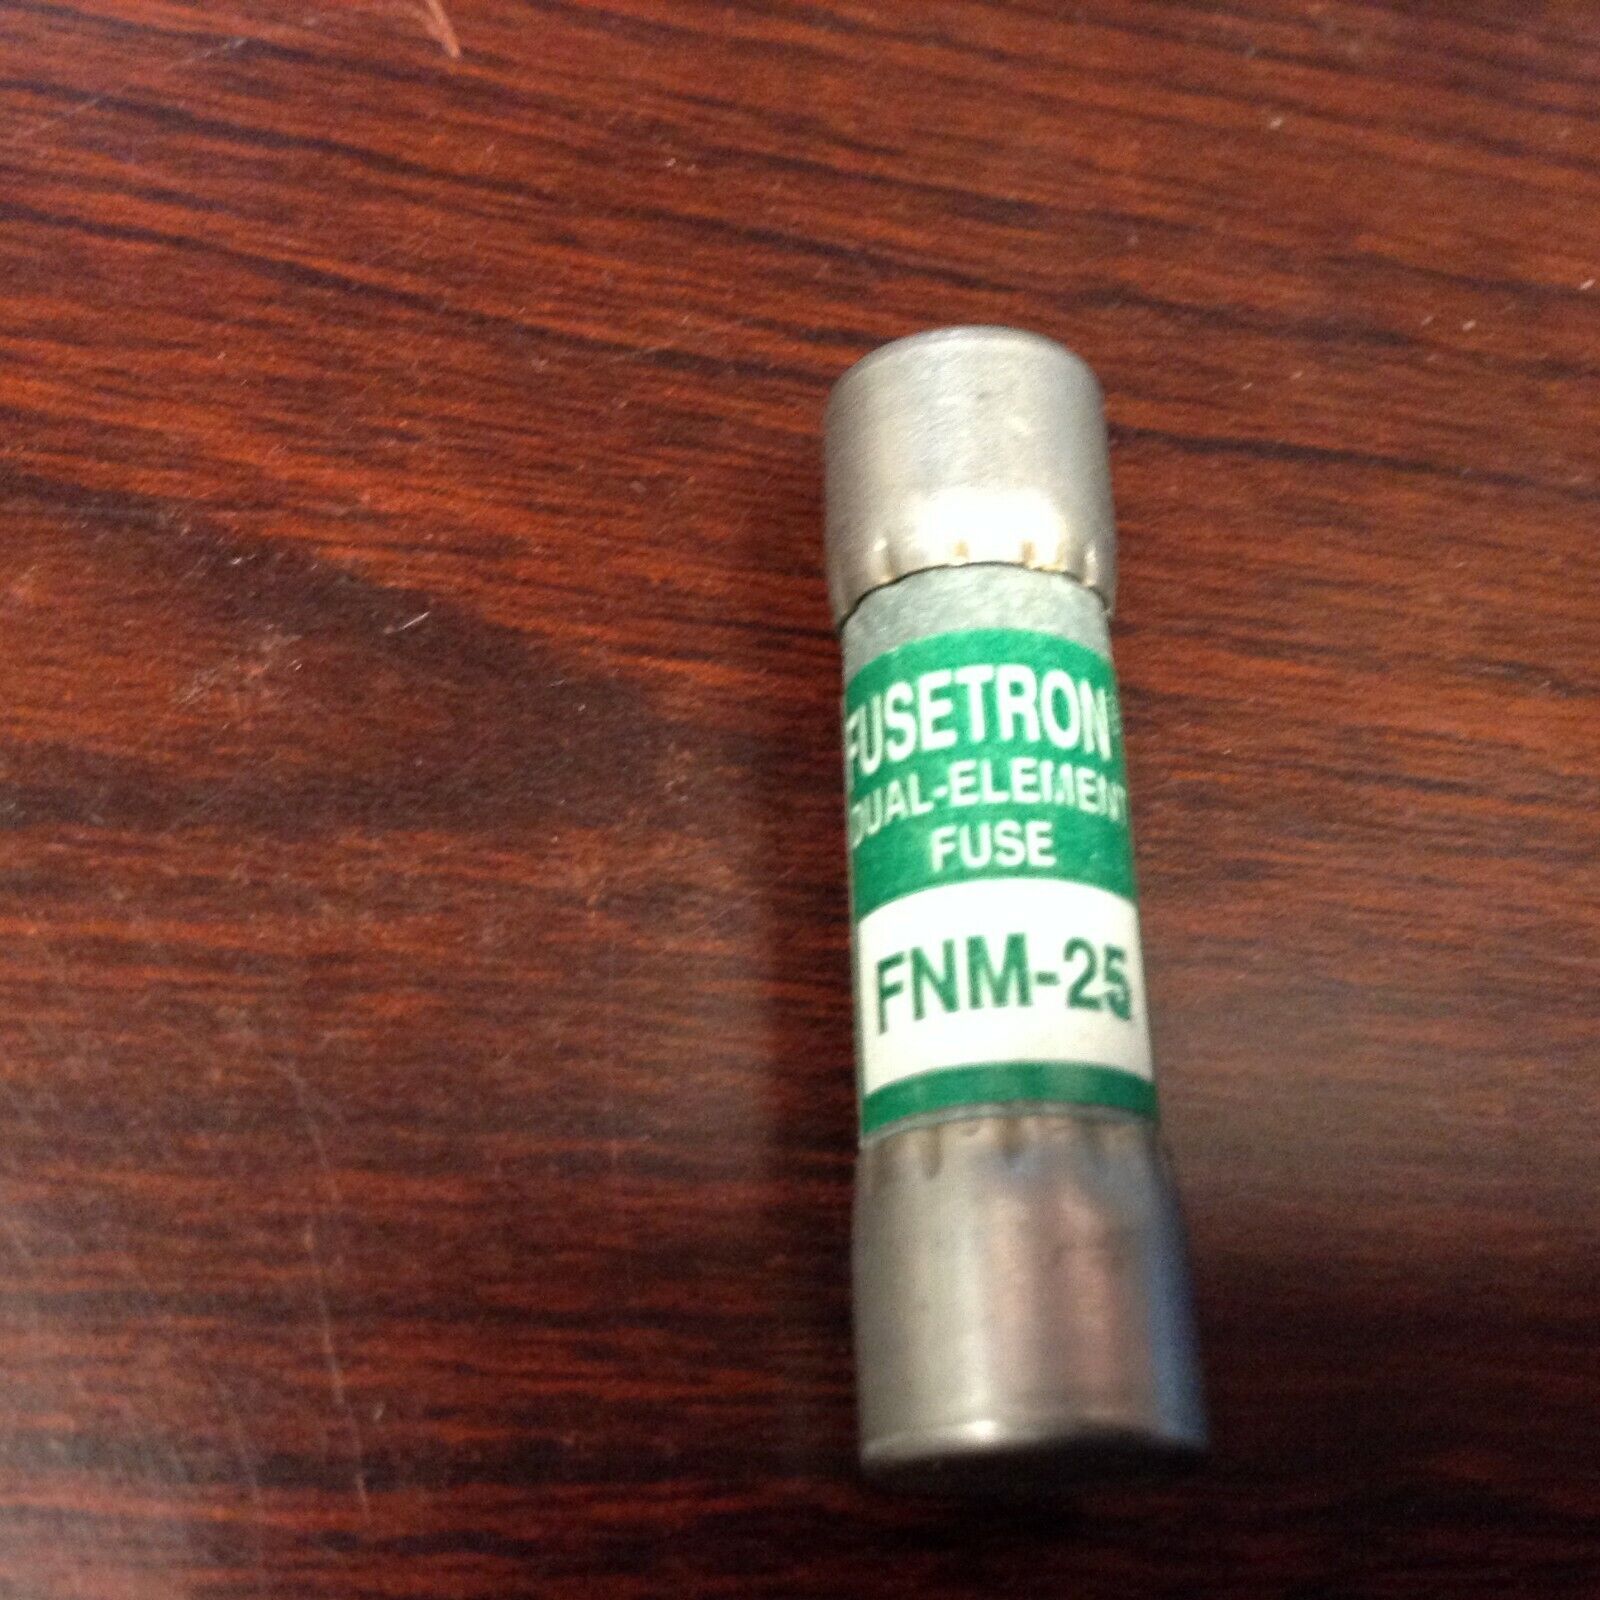 FUSETRON
DUAL-ELEMENT
FUSE
FNM-25